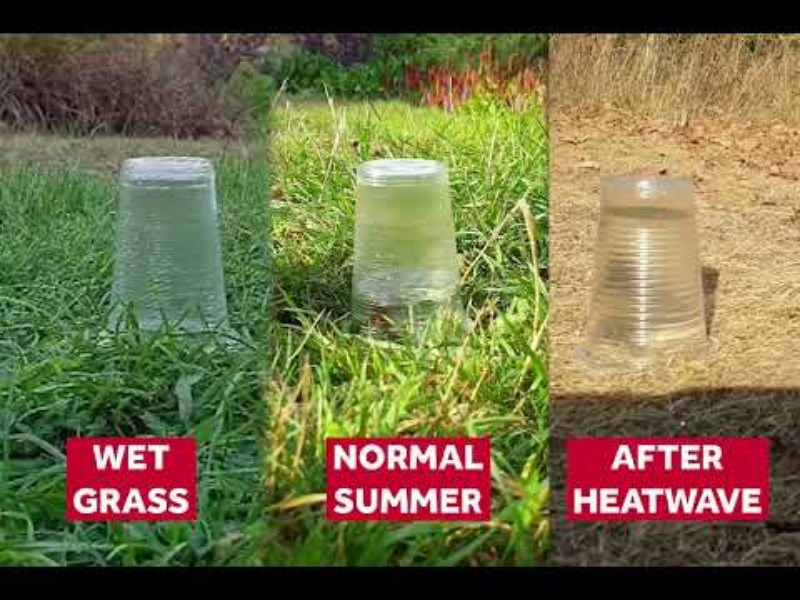 WET
GRASS
NORMAL
SUMMER
AFTER
HEATWAVE